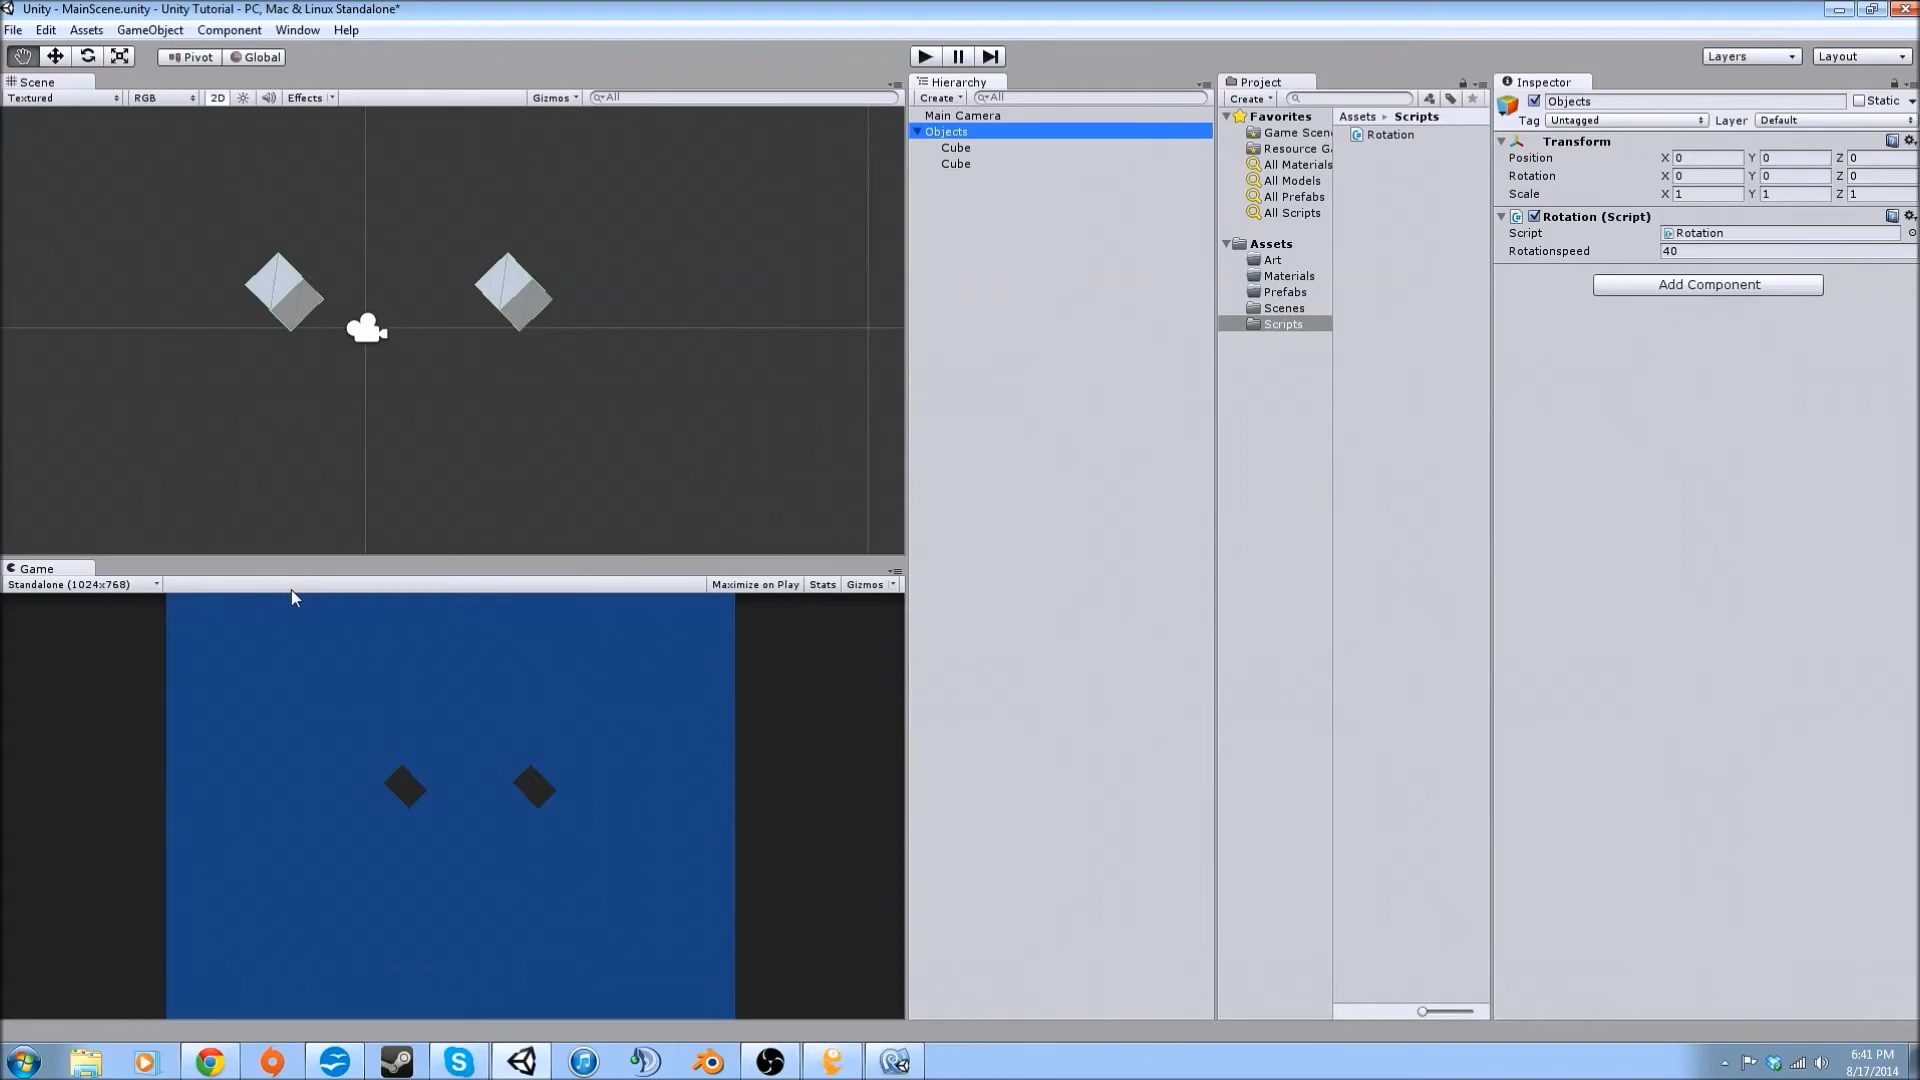 Unity - MainScene.unity - Unity Tutorial - PC, Mac & Linux Standalone*
File Edit Assets GameObject Component Window Help
Pivot Global Layers Layout
Scene
Textured RGB 2D Effects Gizmos All
Hierarchy
Create All
Main Camera
Objects
Cube
Cube
Project
Create
Favorites
Game Scen
Resource G
All Materials
All Models
All Prefabs
All Scripts
Assets
Art
Materials
Prefabs
Scenes
Scripts
Assets Scripts
Rotation
Inspector
Objects Static
Tag Untagged Layer Default
Transform
Position X 0 Y 0 Z 0
Rotation X 0 Y 0 Z 0
Scale X 1 Y 1 Z 1
Rotation (Script)
Script Rotation
Rotationspeed 40
Add Component
Game
Standalone (1024x768) Maximize on Play Stats Gizmos
6:41 PM
8/17/2014